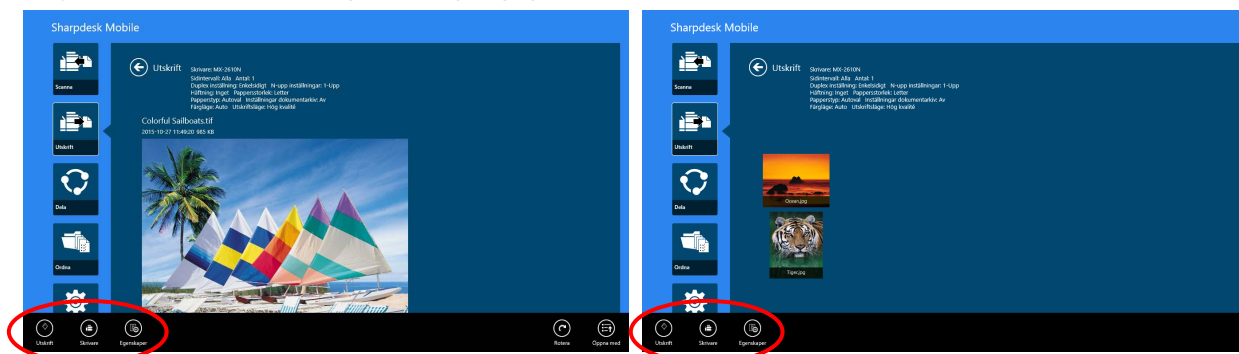 Sharpdesk Mobile
Scanna
Utskrift
Dela
Ordna
Utskrift
Skrivare: MX-2610N
Sidintervall: Alla Antal: 1
Duplex inställning: Enkelsidigt N-upp inställningar: 1-Upp
Häftning: Inget Pappersstorlek: Letter
Papperstyp: Autoval Inställningar dokumentarkiv: Av
Färgläge: Auto Utskriftsläge: Hög kvalité
Colorful Sailboats.tif
2015-10-27 11:49:20 985 KB
Utskrift
Skrivare
Egenskaper
Rotera
Öppna med
Sharpdesk Mobile
Scanna
Utskrift
Dela
Ordna
Utskrift
Skrivare: MX-2610N
Sidintervall: Alla Antal: 1
Duplex inställning: Enkelsidigt N-upp inställningar: 1-Upp
Häftning: Inget Pappersstorlek: Letter
Papperstyp: Autoval Inställningar dokumentarkiv: Av
Färgläge: Auto Utskriftsläge: Hög kvalité
Ocean.jpg
Tiger.jpg
Utskrift
Skrivare
Egenskaper